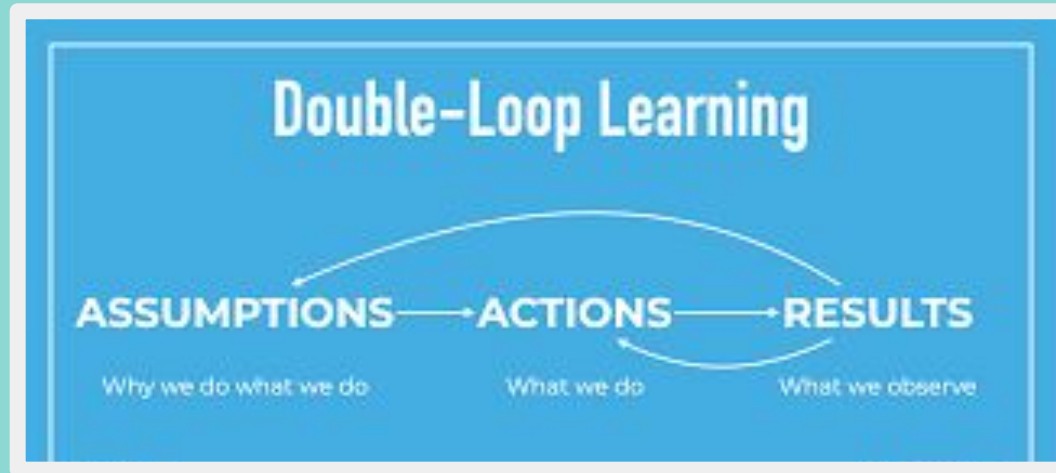 Double-Loop Learning
ASSUMPTIONS ACTIONS RESULTS
Why we do what we do What we do What we observe